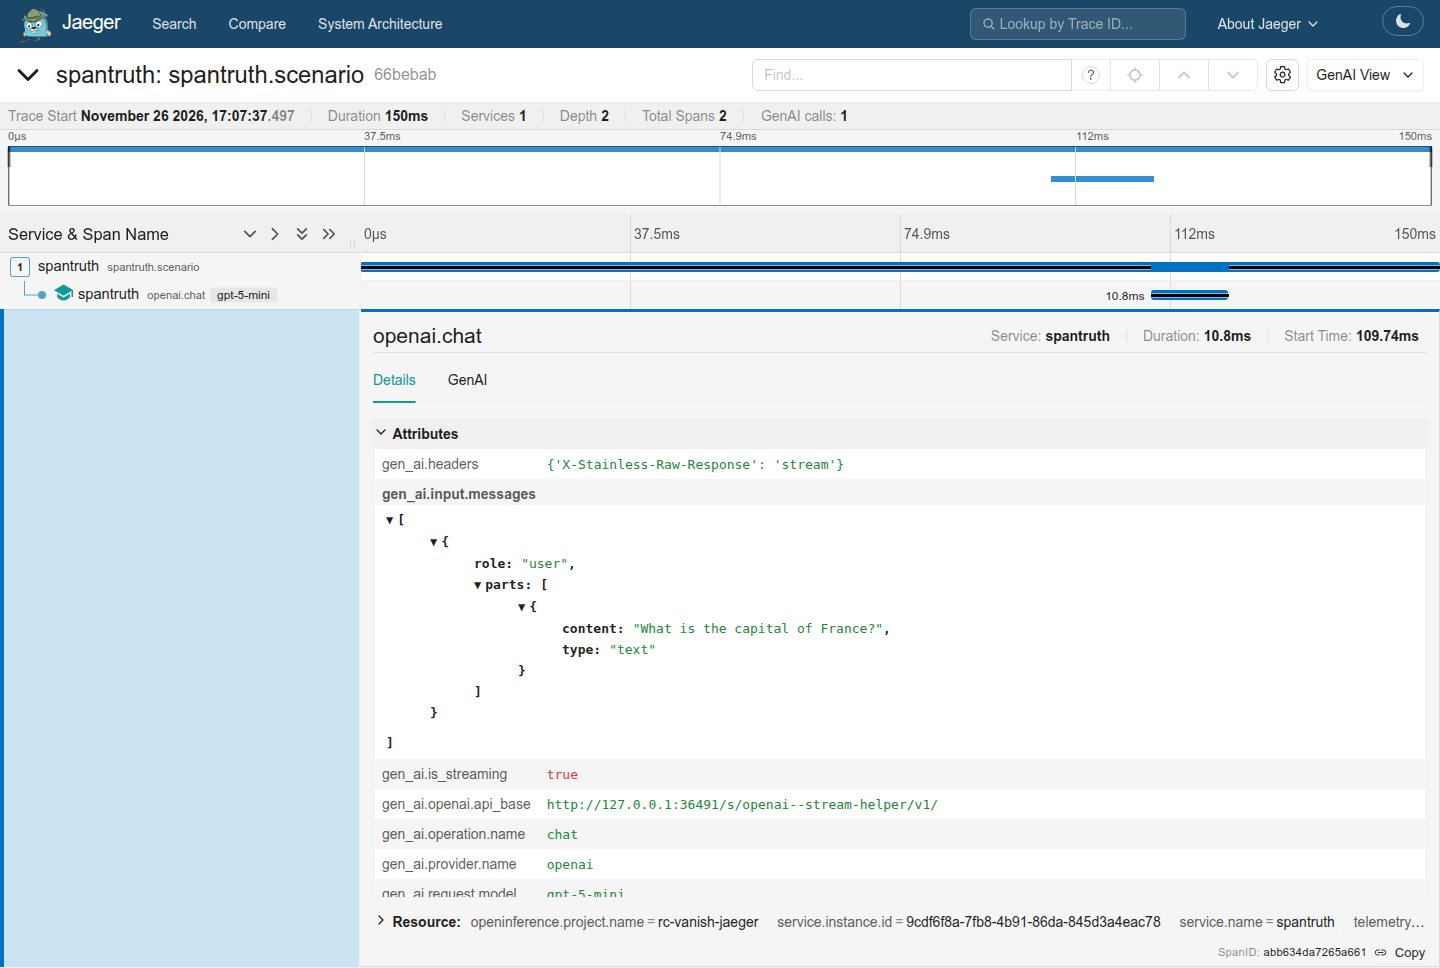 Jaeger Search Compare System Architecture Lookup by Trace ID... About Jaeger
spantruth: spantruth.scenario 66bebab Find... ? GenAI View
Trace Start November 26 2026, 17:07:37.497 Duration 150ms Services 1 Depth 2 Total Spans 2 GenAI calls: 1
0μs 37.5ms 74.9ms 112ms 150ms
Service & Span Name 0μs 37.5ms 74.9ms 112ms 150ms
1 spantruth spantruth.scenario
spantruth openai.chat gpt-5-mini 10.8ms
openai.chat Service: spantruth Duration: 10.8ms Start Time: 109.74ms
Details GenAI
Attributes
gen_ai.headers {'X-Stainless-Raw-Response': 'stream'}
gen_ai.input.messages
[
{
role: "user",
parts: [
{
content: "What is the capital of France?",
type: "text"
}
]
}
]
gen_ai.is_streaming true
gen_ai.openai.api_base http://127.0.0.1:36491/s/openai--stream-helper/v1/
gen_ai.operation.name chat
gen_ai.provider.name openai
gen_ai.request.model gpt-5-mini
Resource: openinference.project.name = rc-vanish-jaeger service.instance.id = 9cdf6f8a-7fb8-4b91-86da-845d3a4eac78 service.name = spantruth telemetry...
SpanID: abb634da7265a661 Copy